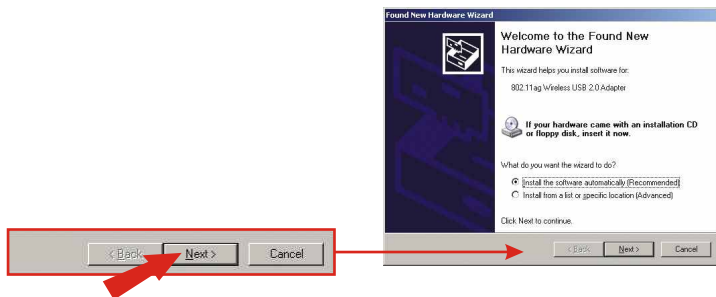 Found New Hardware Wizard
Welcome to the Found New
Hardware Wizard
This wizard helps you install software for:
802.11ag Wireless USB 2.0 Adapter
If your hardware came with an installation CD
or floppy disk, insert it now.
What do you want the wizard to do?
Install the software automatically (Recommended)
Install from a list or specific location (Advanced)
Click Next to continue.
< Back Next > Cancel
< Back Next > Cancel